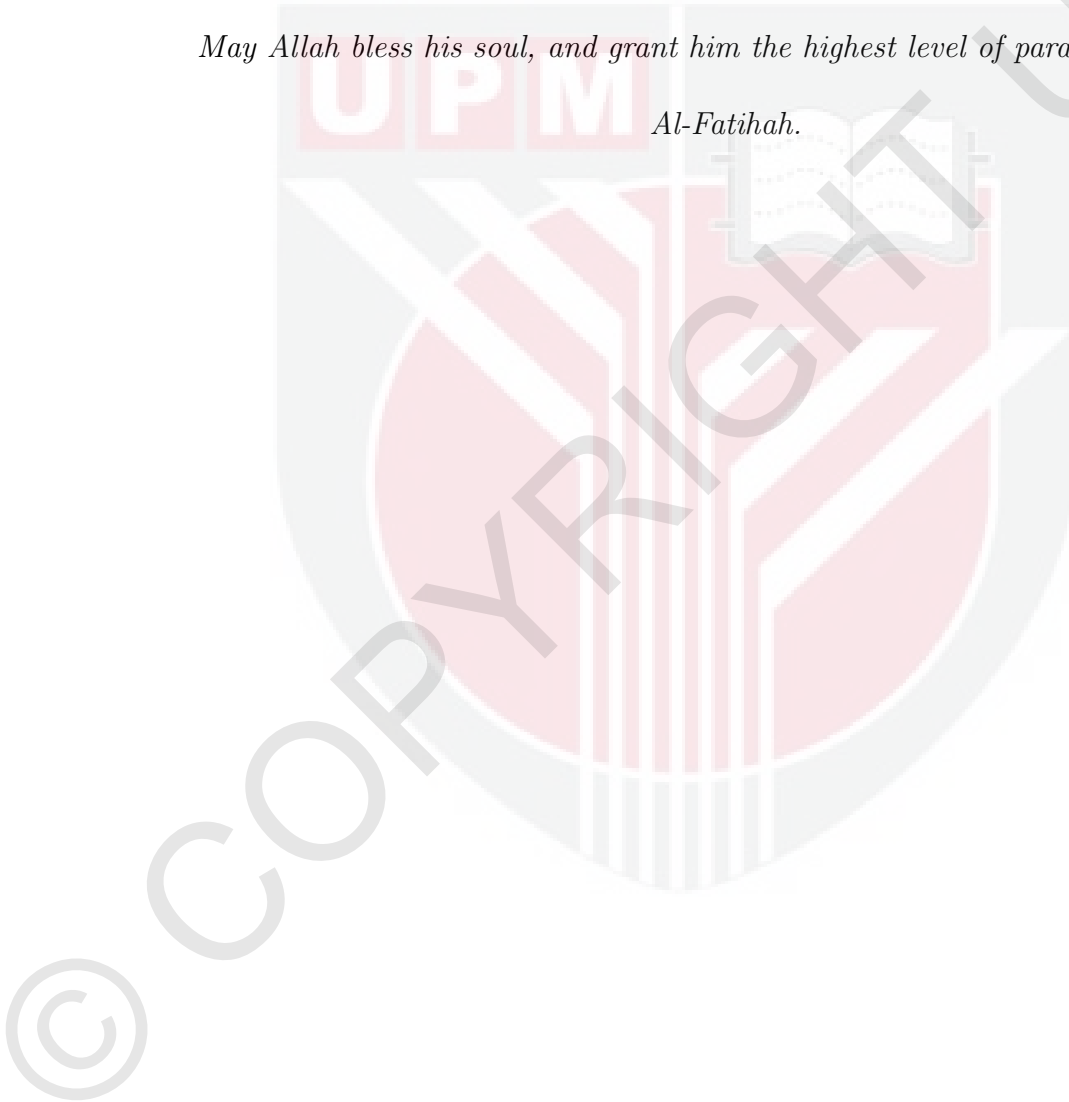 May Allah bless his soul, and grant him the highest level of para
Al-Fatihah.
UPM
© COPYRIGHT U